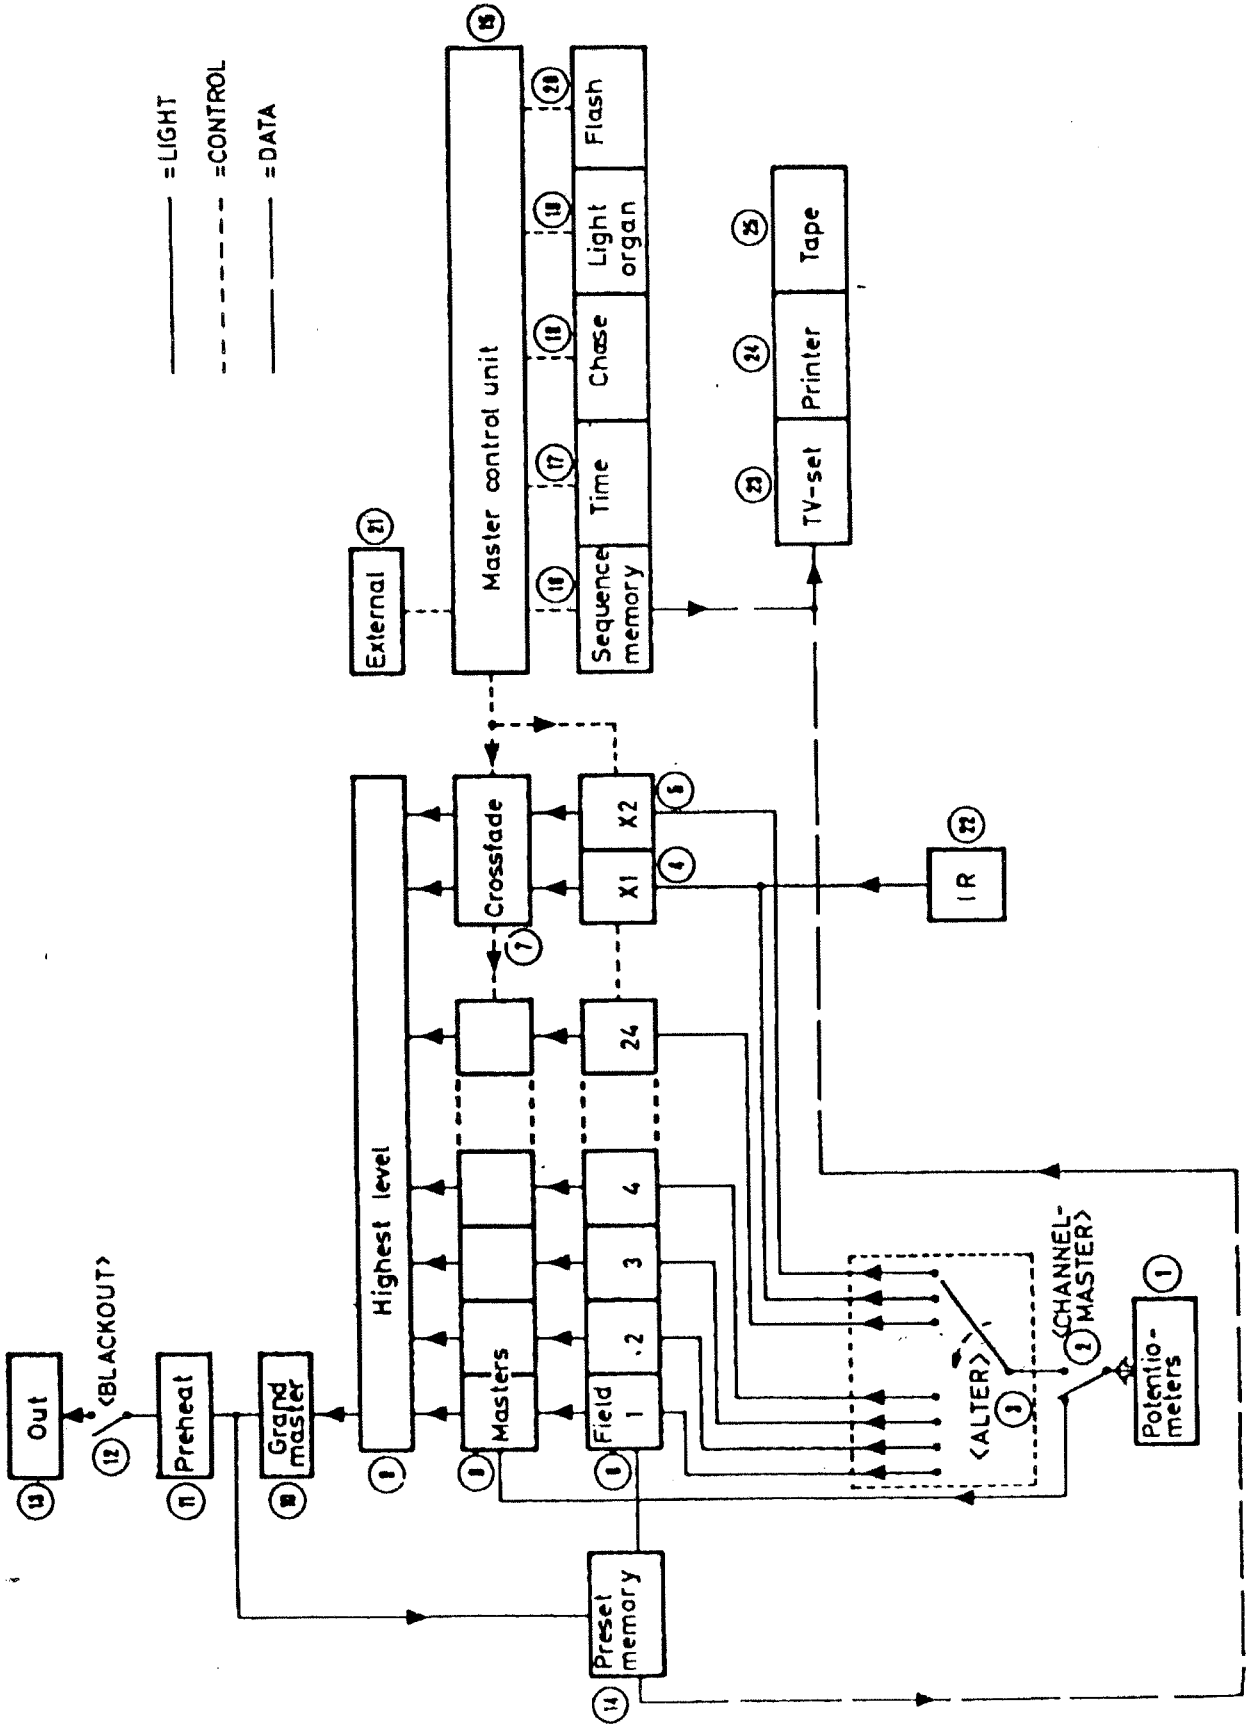 = LIGHT
= CONTROL
= DATA
13
Out
12
<BLACKOUT>
11
Preheat
10
Grand
master
9
Highest level
8
Masters
7
Crossfade
6
Field
1
2
3
4
24
X1
X2
4
5
14
Preset
memory
21
External
15
Master control unit
16
17
18
19
20
Sequence
memory
Time
Chase
Light
organ
Flash
23
24
25
TV-set
Printer
Tape
22
IR
<ALTER>
3
<CHANNEL-
MASTER>
2
1
Potentio-
meters